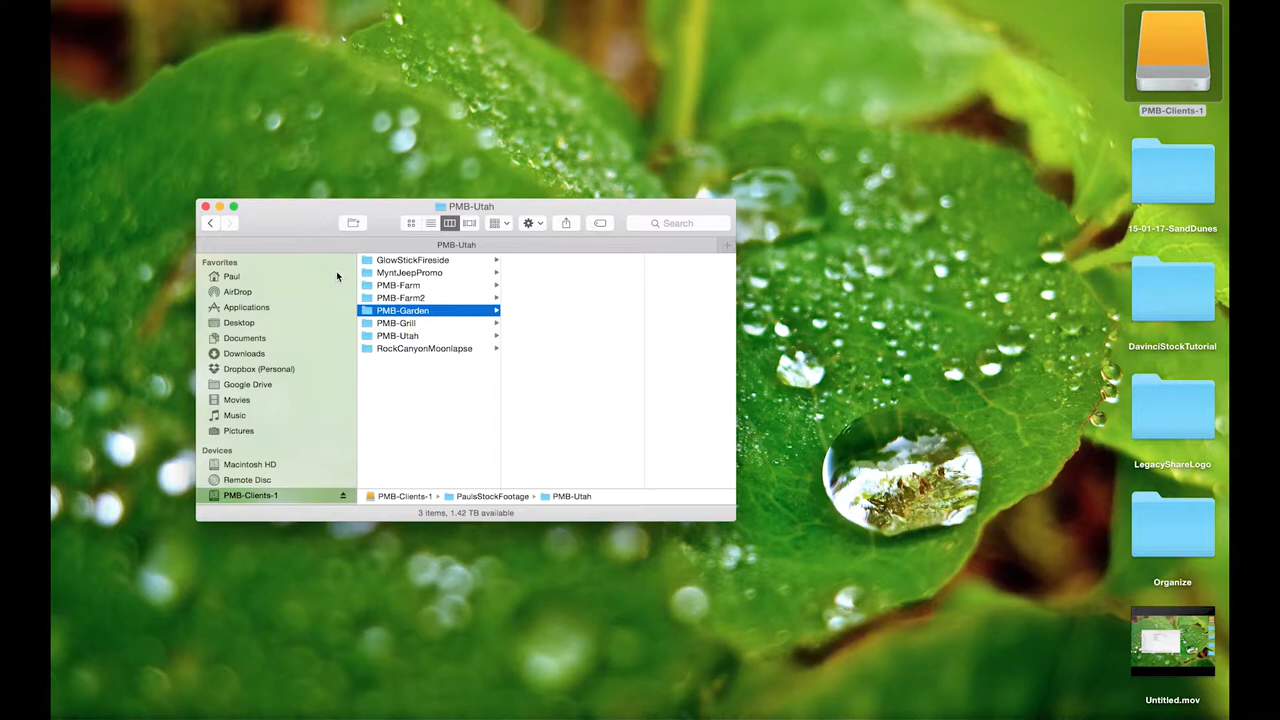 PMB-Clients-1
15-01-17-SandDunes
DavinciStockTutorial
LegacyShareLogo
Organize
Untitled.mov
PMB-Utah
Search
PMB-Utah
Favorites
Paul
AirDrop
Applications
Desktop
Documents
Downloads
Dropbox (Personal)
Google Drive
Movies
Music
Pictures
Devices
Macintosh HD
Remote Disc
PMB-Clients-1
GlowStickFireside
MyntJeepPromo
PMB-Farm
PMB-Farm2
PMB-Garden
PMB-Grill
PMB-Utah
RockCanyonMoonlapse
PMB-Clients-1 PaulsStockFootage PMB-Utah
3 items, 1.42 TB available